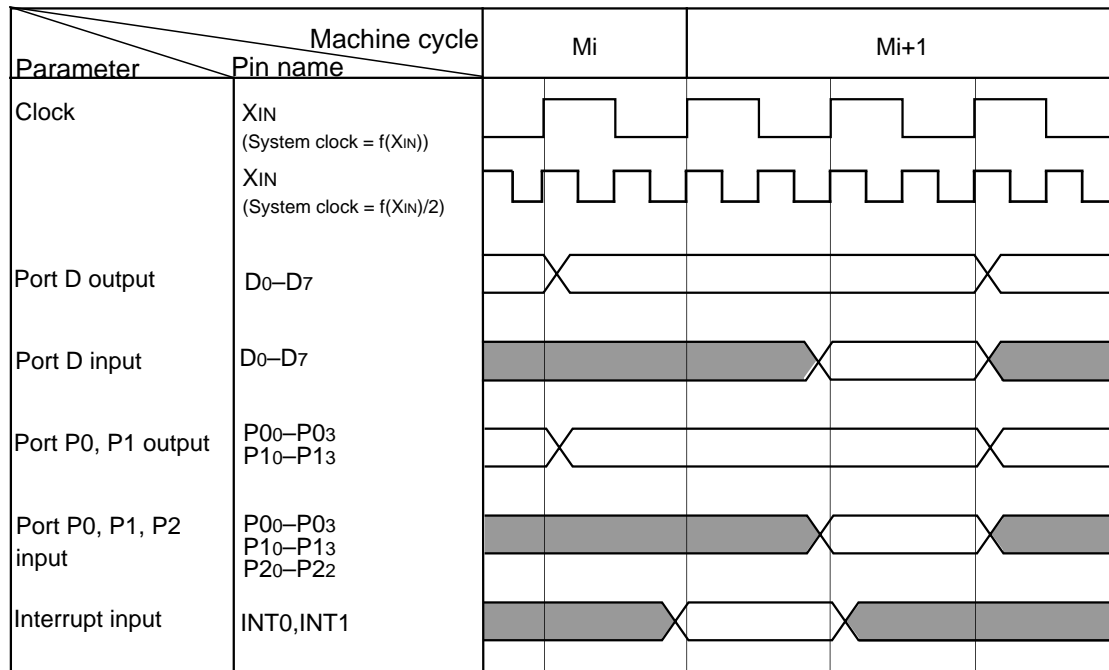 Machine cycle
Parameter Pin name Mi Mi+1
Clock XIN
(System clock = f(XIN))
XIN
(System clock = f(XIN)/2)
Port D output D0–D7
Port D input D0–D7
Port P0, P1 output P00–P03
P10–P13
Port P0, P1, P2
input
P00–P03
P10–P13
P20–P22
Interrupt input INT0,INT1